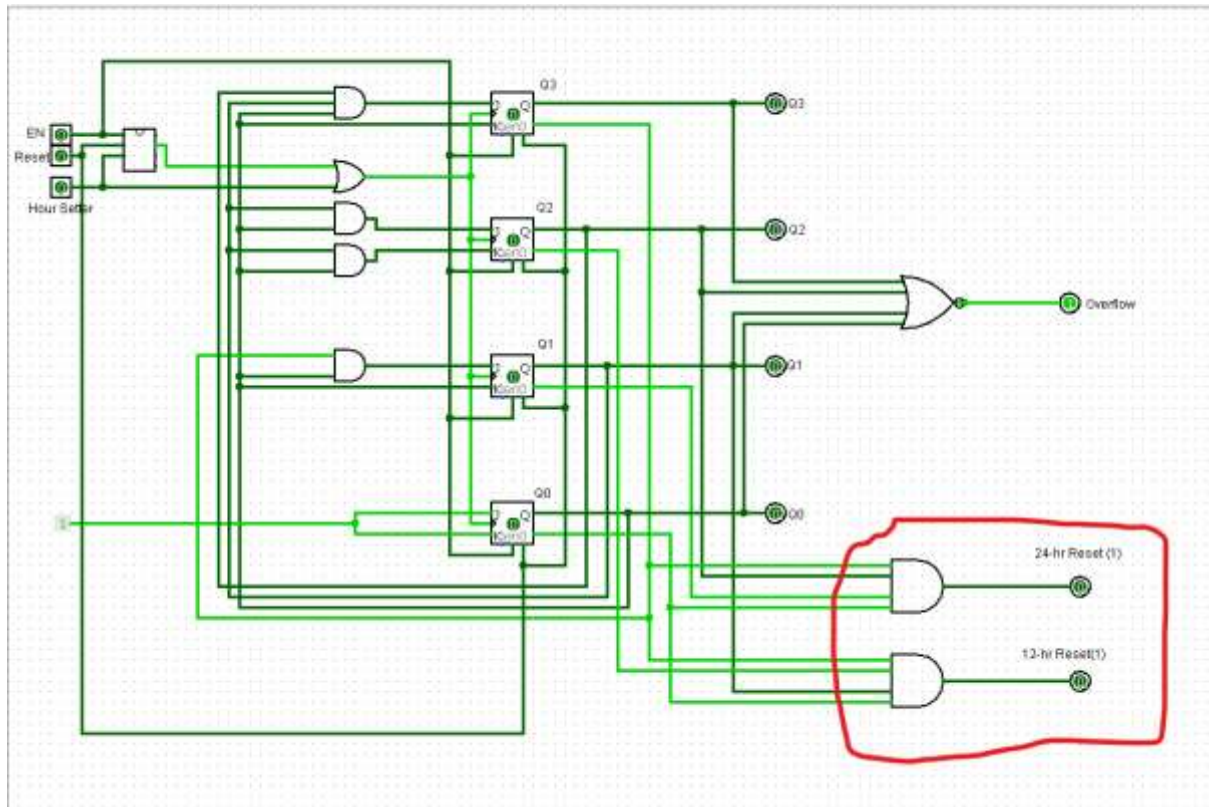 Q3
Q3
EN
Reset
Hour Setter
Q2
Q2
Overflow
Q1
Q1
Q0
Q0
24-hr Reset (1)
12-hr Reset(1)